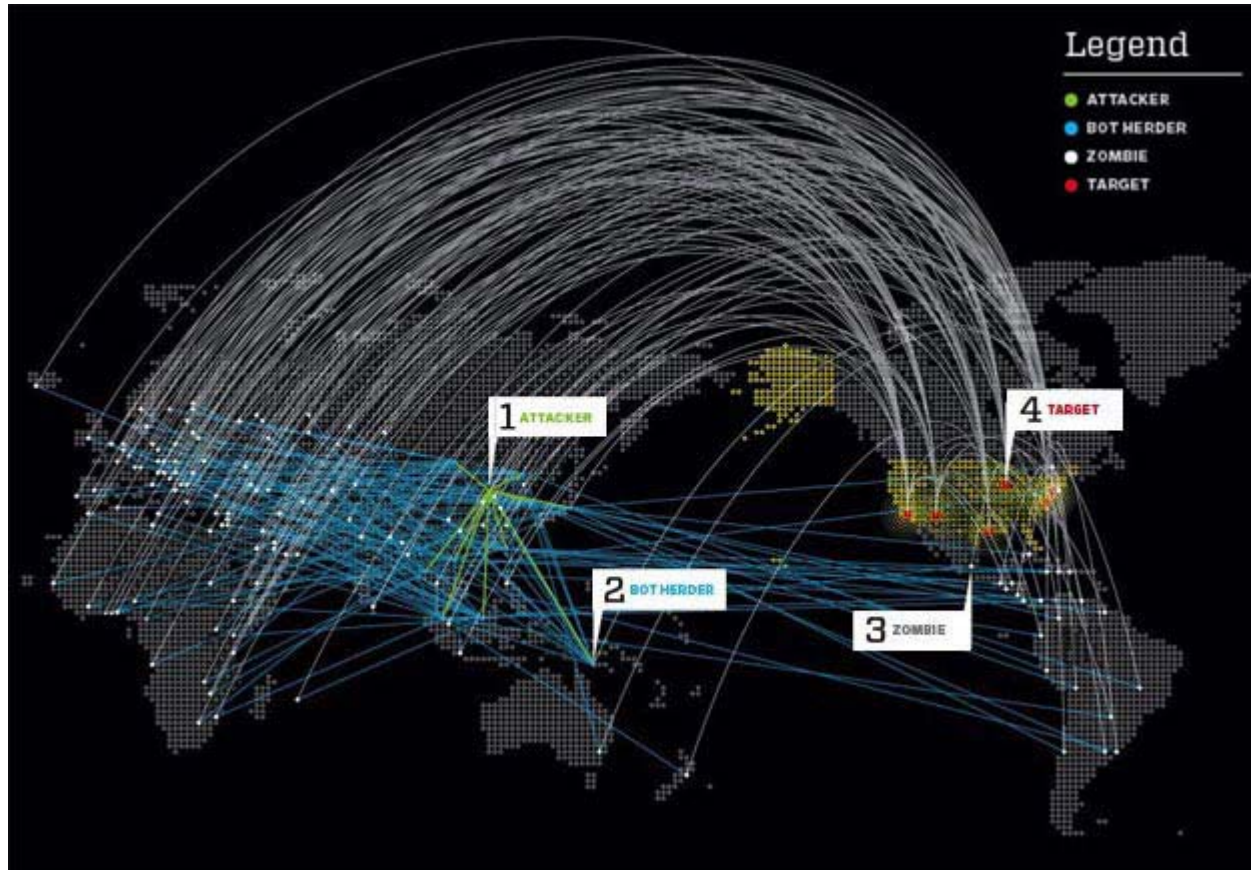 Legend
ATTACKER
BOT HERDER
ZOMBIE
TARGET
1 ATTACKER
4 TARGET
2 BOT HERDER
3 ZOMBIE